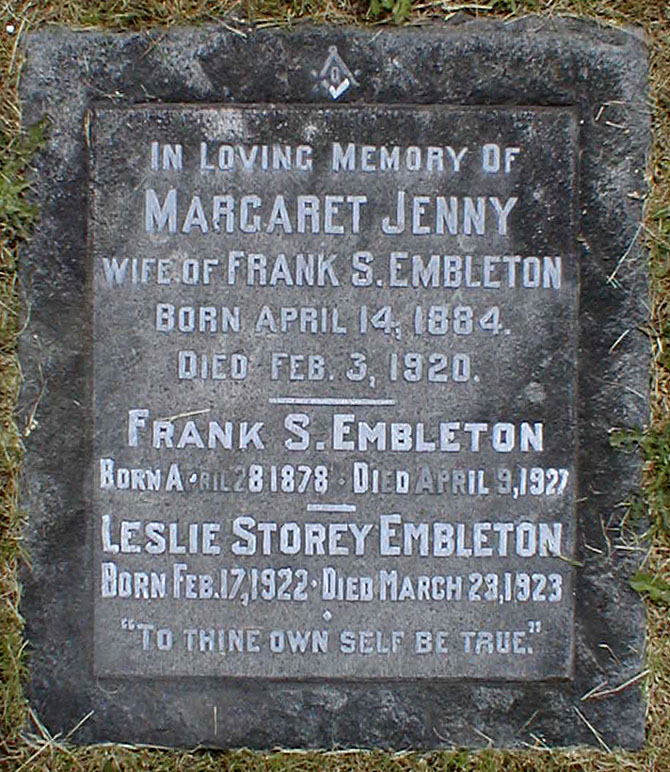 IN LOVING MEMORY OF
MARGARET JENNY
WIFE OF FRANK S. EMBLETON
BORN APRIL 14, 1884.
DIED FEB. 3, 1920.
FRANK S. EMBLETON
BORN APRIL 28 1878 · DIED APRIL 9, 1927
LESLIE STOREY EMBLETON
BORN FEB. 17, 1922 · DIED MARCH 23, 1923
"TO THINE OWN SELF BE TRUE."